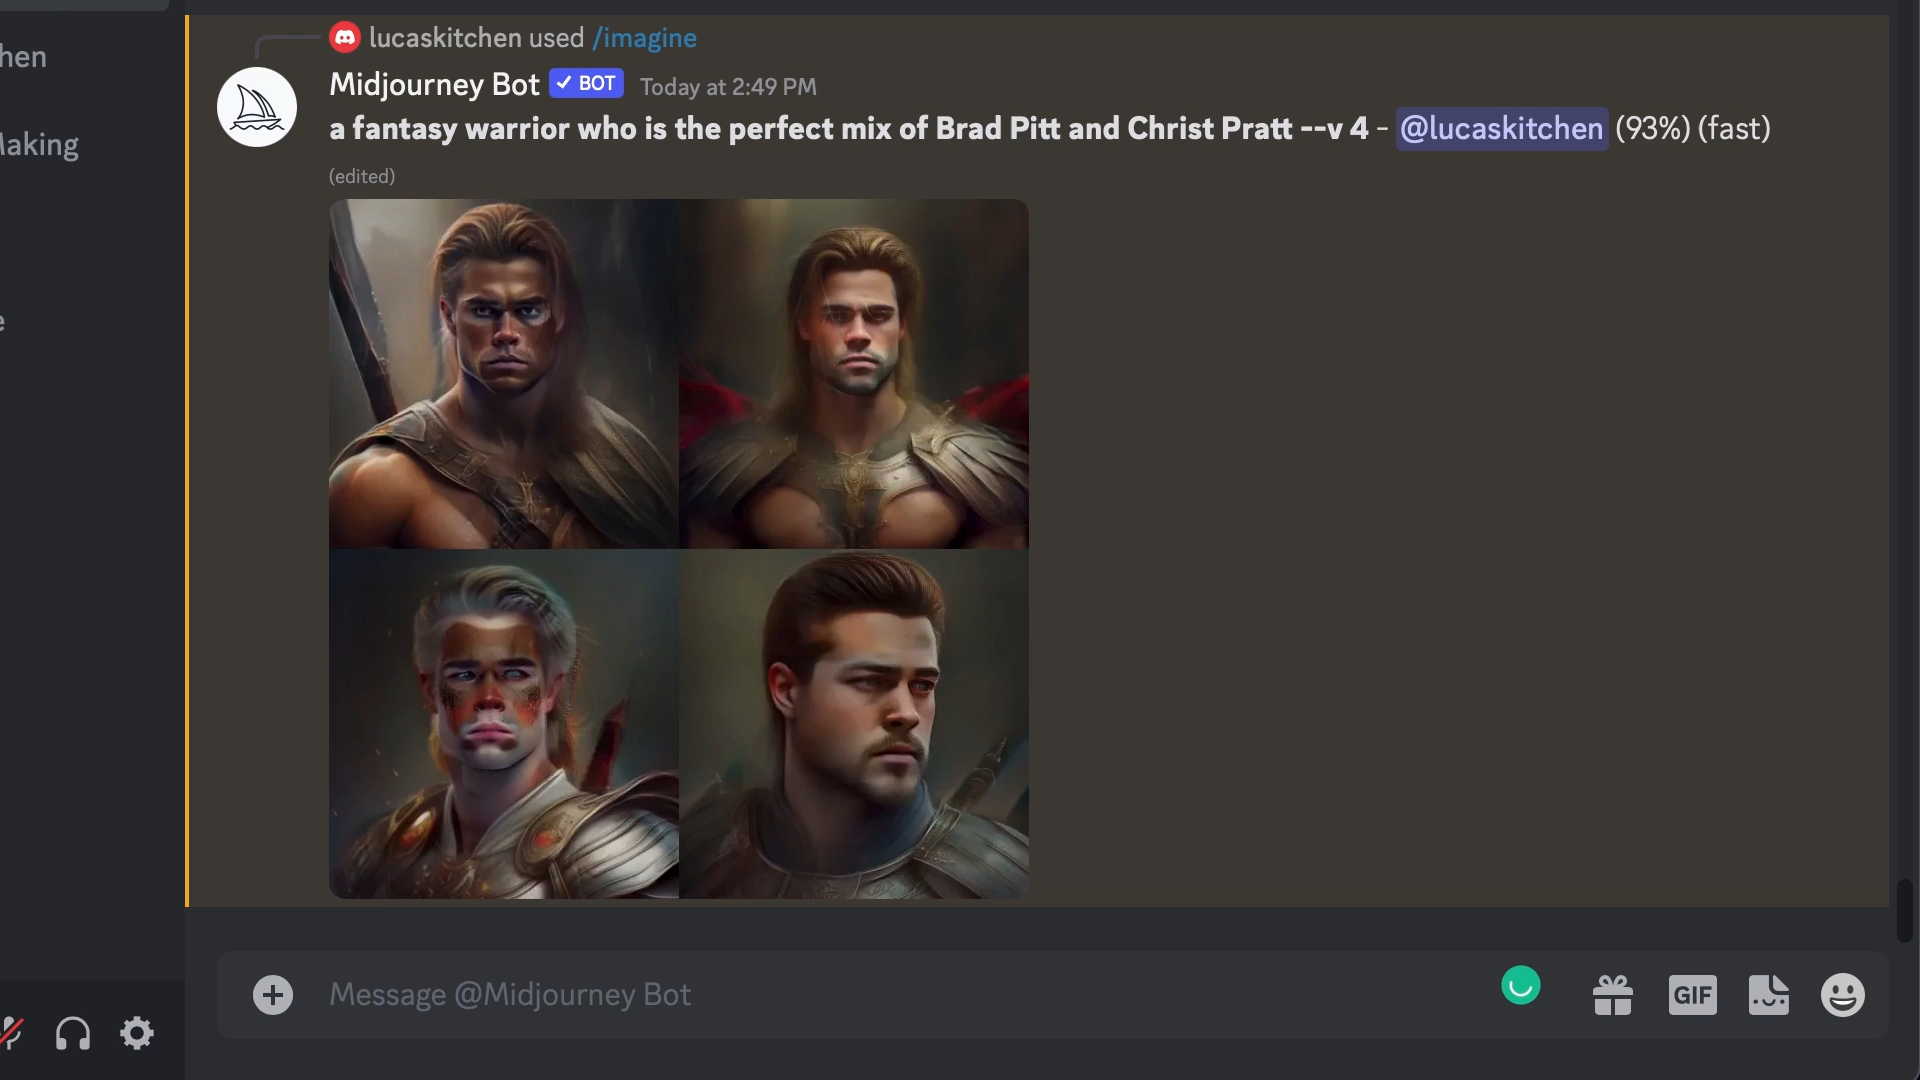 lucaskitchen used /imagine
Midjourney Bot ✓ BOT Today at 2:49 PM
a fantasy warrior who is the perfect mix of Brad Pitt and Christ Pratt --v 4 - @lucaskitchen (93%) (fast)
(edited)
hen
aking
e
Message @Midjourney Bot
GIF